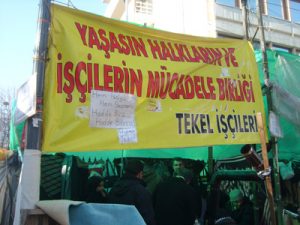 YAŞASIN HALKLARIN VE
İŞÇİLERİN MÜCADELE BİRLİĞİ
TEKEL İŞÇİLERİ